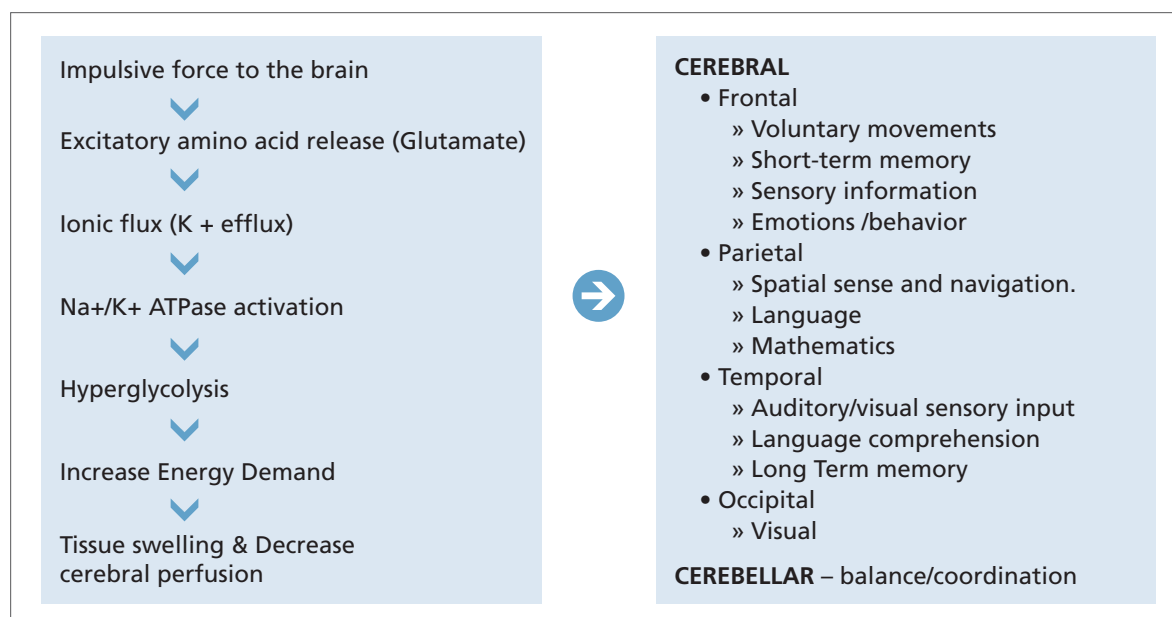 Impulsive force to the brain
Excitatory amino acid release (Glutamate)
Ionic flux (K + efflux)
Na+/K+ ATPase activation
Hyperglycolysis
Increase Energy Demand
Tissue swelling & Decrease
cerebral perfusion
CEREBRAL
• Frontal
» Voluntary movements
» Short-term memory
» Sensory information
» Emotions /behavior
• Parietal
» Spatial sense and navigation.
» Language
» Mathematics
• Temporal
» Auditory/visual sensory input
» Language comprehension
» Long Term memory
• Occipital
» Visual
CEREBELLAR – balance/coordination